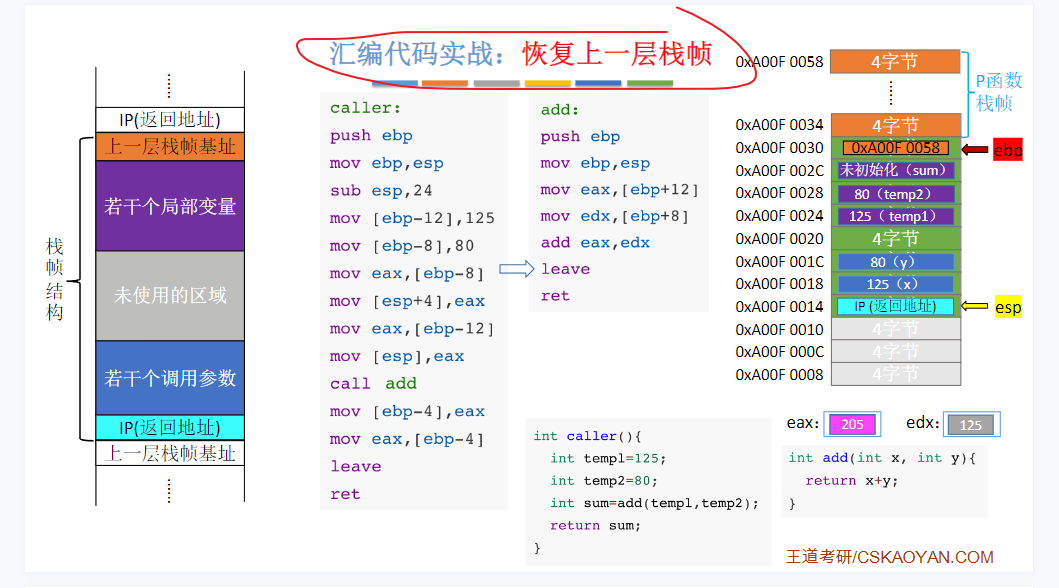 汇编代码实战：恢复上一层栈帧
IP(返回地址)
上一层栈帧基址
若干个局部变量
未使用的区域
若干个调用参数
IP(返回地址)
上一层栈帧基址
栈帧结构
caller:
push ebp
mov ebp,esp
sub esp,24
mov [ebp-12],125
mov [ebp-8],80
mov eax,[ebp-8]
mov [esp+4],eax
mov eax,[ebp-12]
mov [esp],eax
call add
mov [ebp-4],eax
mov eax,[ebp-4]
leave
ret
add:
push ebp
mov ebp,esp
mov eax,[ebp+12]
mov edx,[ebp+8]
add eax,edx
leave
ret
int caller(){
int temp1=125;
int temp2=80;
int sum=add(temp1,temp2);
return sum;
}
0xA00F 0058 4字节
P函数
栈帧
0xA00F 0034 4字节
0xA00F 0030 0xA00F 0058 ebp
0xA00F 002C 未初始化（sum）
0xA00F 0028 80（temp2）
0xA00F 0024 125（temp1）
0xA00F 0020 4字节
0xA00F 001C 80（y）
0xA00F 0018 125（x）
0xA00F 0014 IP (返回地址) esp
0xA00F 0010 4字节
0xA00F 000C 4字节
0xA00F 0008 4字节
eax: 205 edx: 125
int add(int x, int y){
return x+y;
}
王道考研/CSKAOYAN.COM